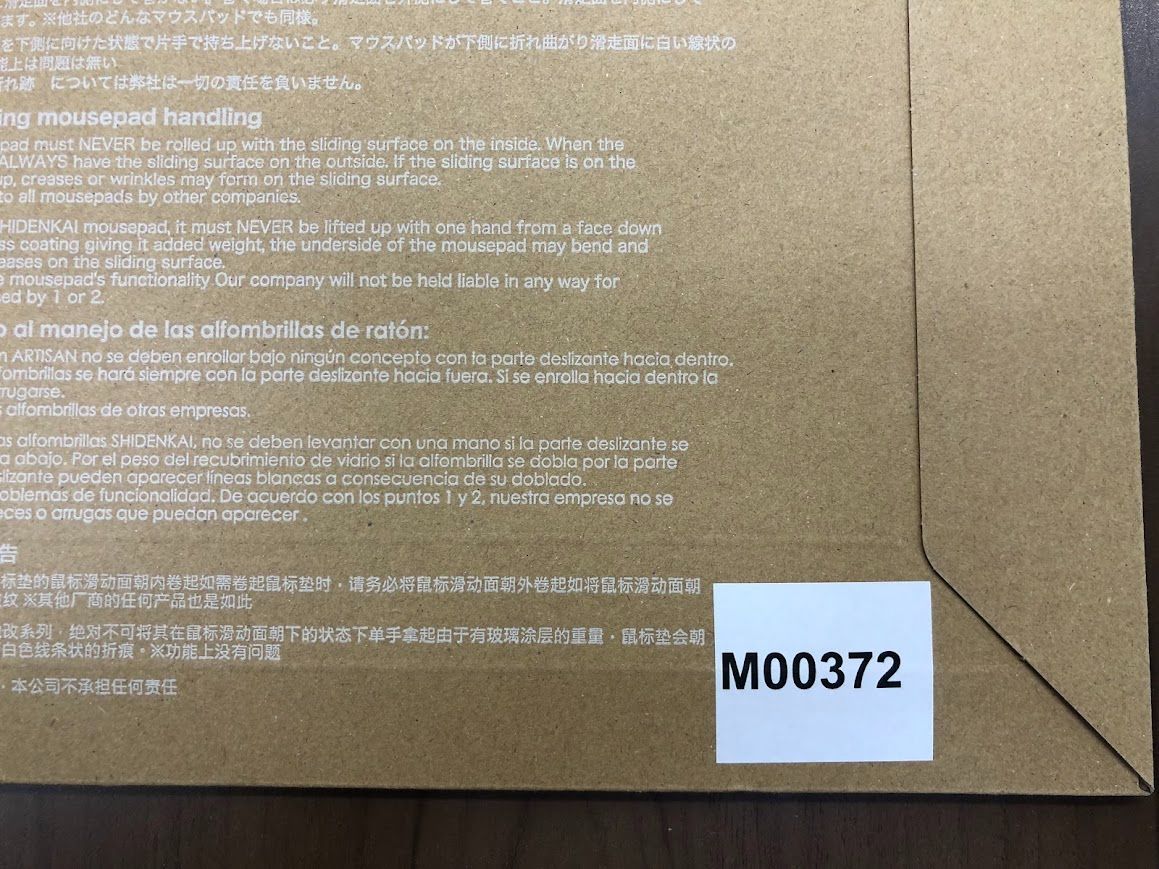 ます。※他社のどんなマウスパッドでも同様。
を下側に向けた状態で片手で持ち上げないこと。マウスパッドが下側に折れ曲がり滑走面に白い線状の
能上は問題は無い
折れ跡 については弊社は一切の責任を負いません。
ing mousepad handling
pad must NEVER be rolled up with the sliding surface on the inside. When the
ALWAYS have the sliding surface on the outside. If the sliding surface is on the
up, creases or wrinkles may form on the sliding surface.
to all mousepads by other companies.
HIDENKAI mousepad, it must NEVER be lifted up with one hand from a face down
ss coating giving it added weight, the underside of the mousepad may bend and
eases on the sliding surface.
e mousepad's functionality Our company will not be held liable in any way for
sed by 1 or 2.
o al manejo de las alfombrillas de ratón:
n ARTISAN no se deben enrollar bajo ningún concepto con la parte deslizante hacia dentro.
fombrillas se hará siempre con la parte deslizante hacia fuera. Si se enrolla hacia dentro la
rrugarse.
s alfombrillas de otras empresas.
as alfombrillas SHIDENKAI, no se deben levantar con una mano si la parte deslizante se
a abajo. Por el peso del recubrimiento de vidrio si la alfombrilla se dobla por la parte
slizante pueden aparecer líneas blancas a consecuencia de su doblado.
oblemas de funcionalidad. De acuerdo con los puntos 1 y 2, nuestra empresa no se
eces o arrugas que puedan aparecer .
告
标垫的鼠标滑动面朝内卷起如需卷起鼠标垫时，请务必将鼠标滑动面朝外卷起如将鼠标滑动面朝
纹 ※其他厂商的任何产品也是如此
改系列，绝对不可将其在鼠标滑动面朝下的状态下单手拿起由于有玻璃涂层的重量，鼠标垫会朝
白色线条状的折痕。※功能上没有问题
，本公司不承担任何责任
M00372